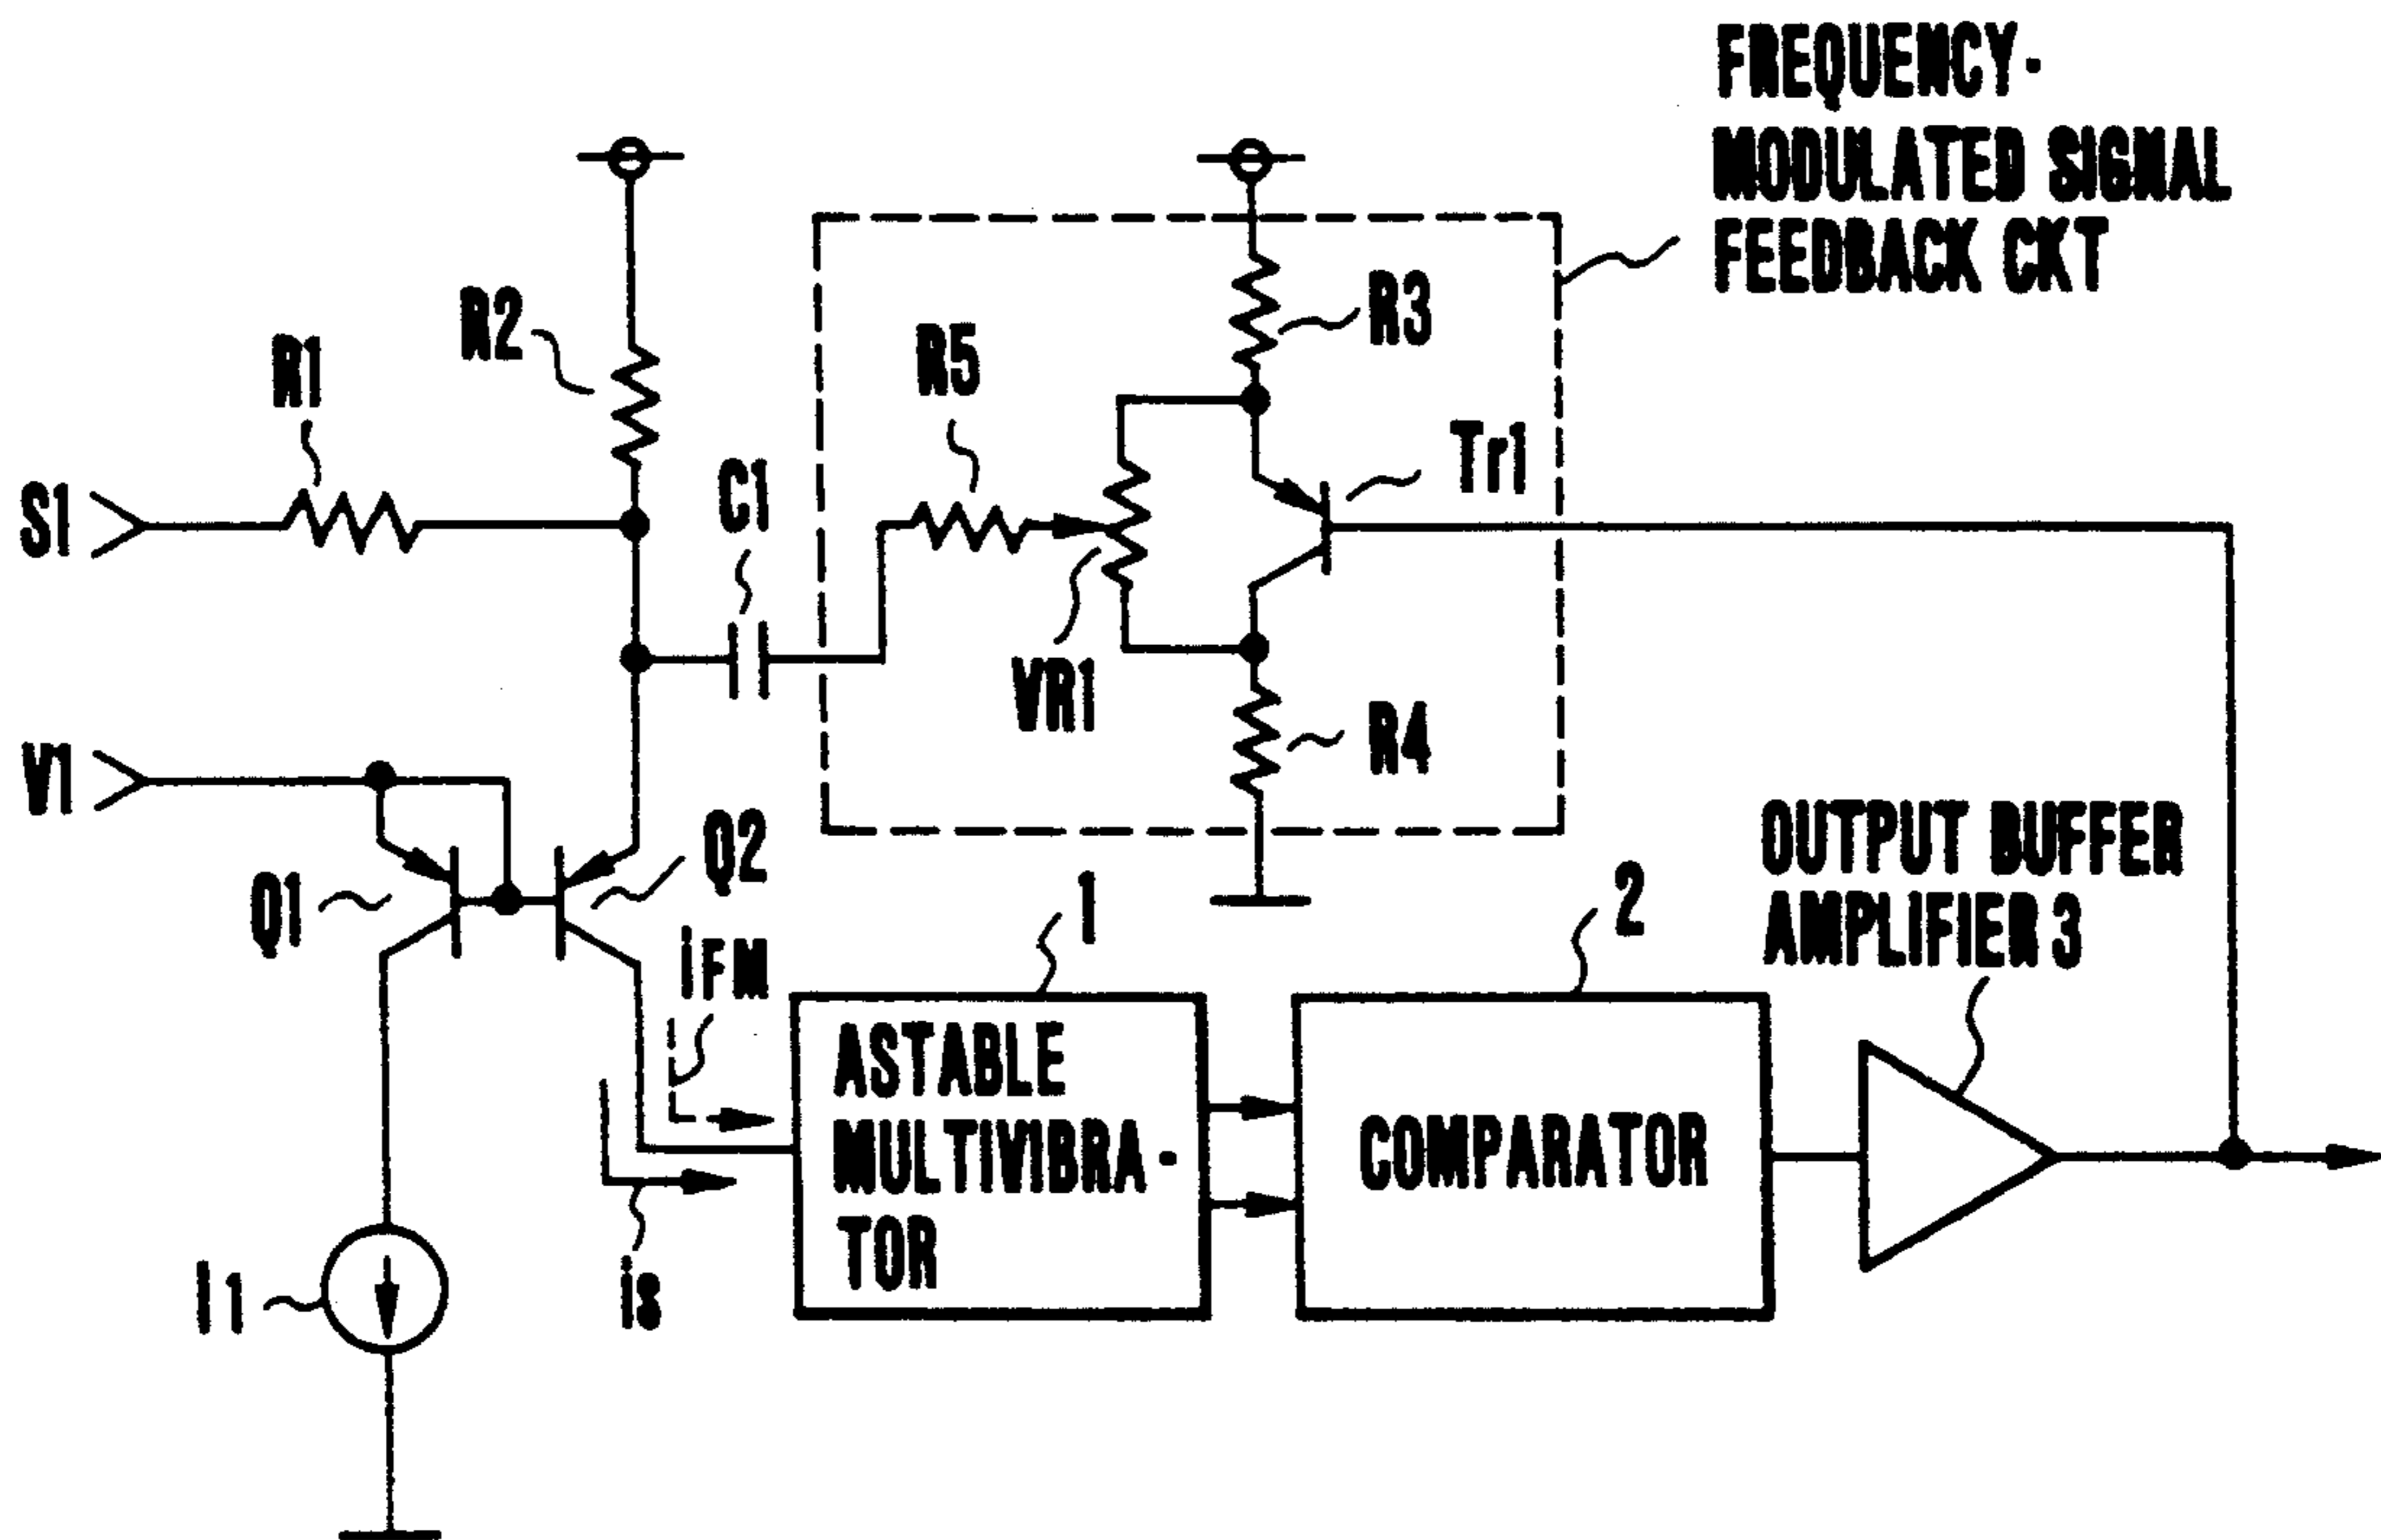 FREQUENCY-
MODULATED SIGNAL
FEEDBACK CKT
R1
R2
R3
R5
Tr1
S1
C1
VR1
R4
V1
Q1
Q2
iFM
1
2
OUTPUT BUFFER
AMPLIFIER 3
ASTABLE
MULTIVIBRA-
TOR
COMPARATOR
I1
is